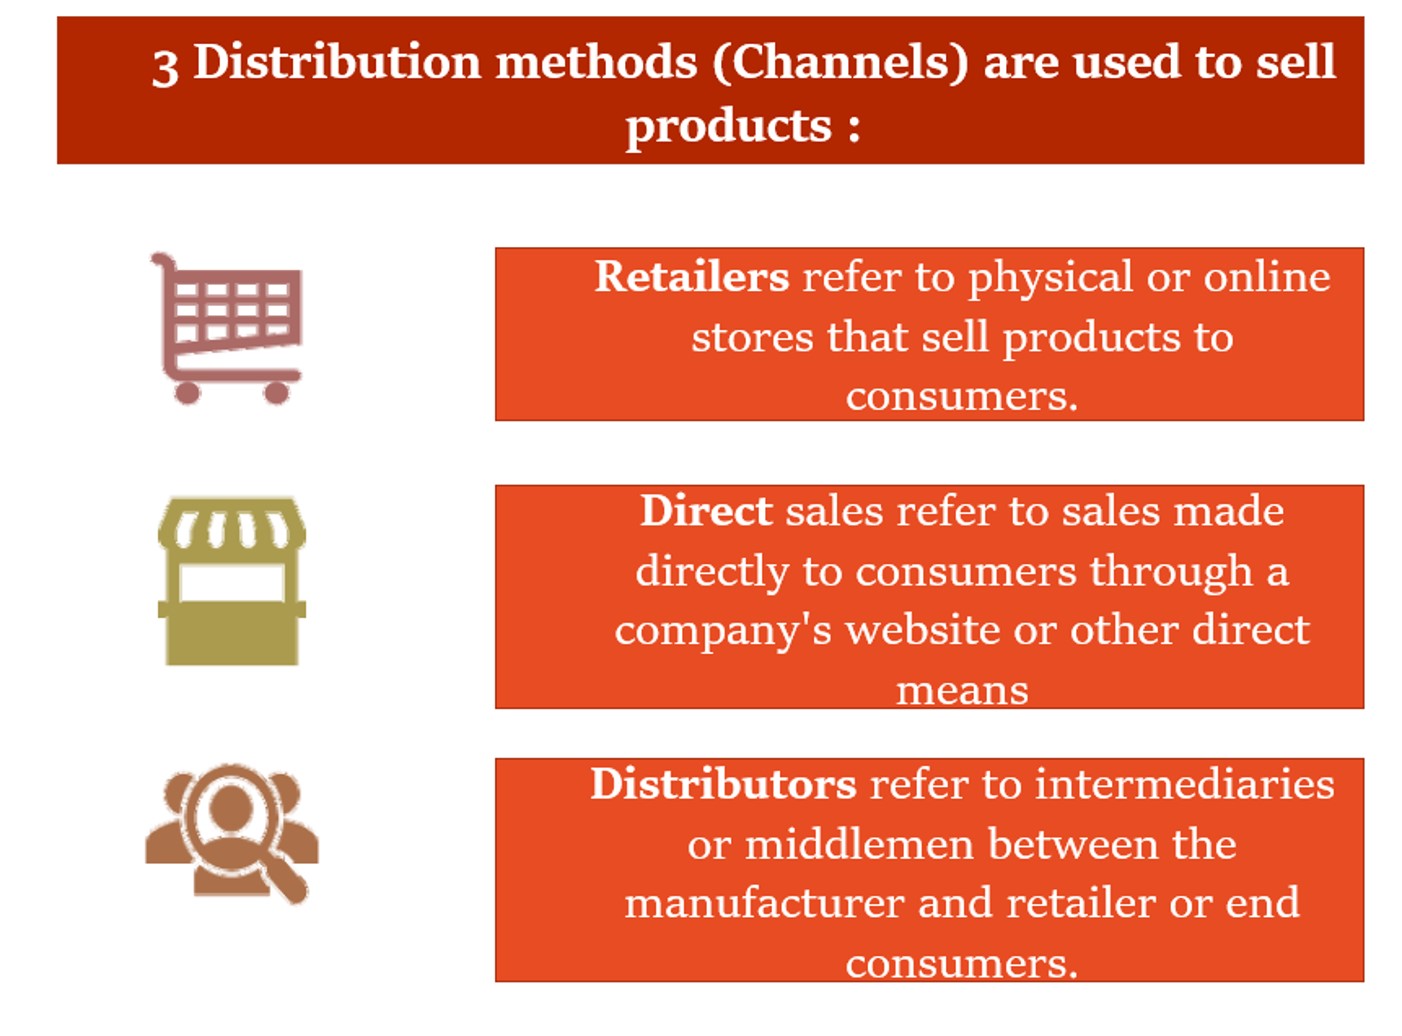 3 Distribution methods (Channels) are used to sell
products :
Retailers refer to physical or online
stores that sell products to
consumers.
Direct sales refer to sales made
directly to consumers through a
company's website or other direct
means
Distributors refer to intermediaries
or middlemen between the
manufacturer and retailer or end
consumers.